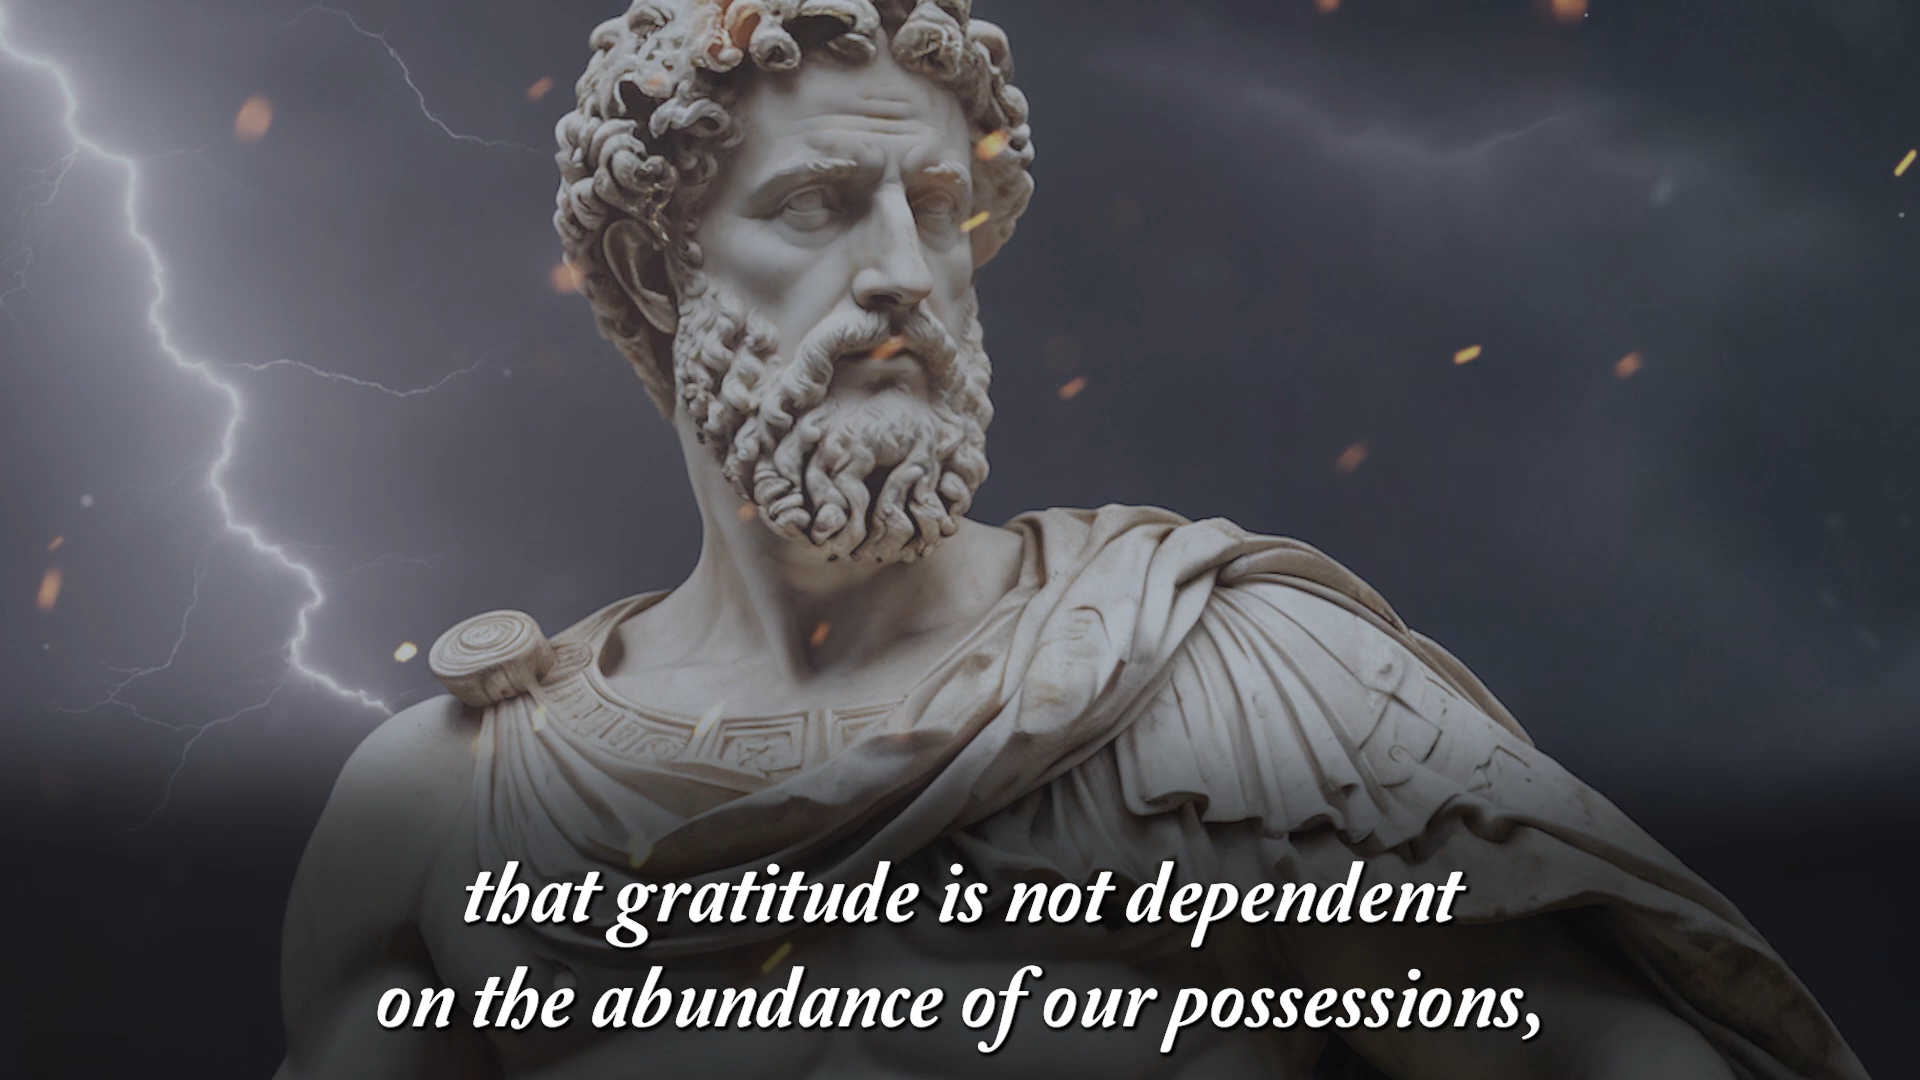 that gratitude is not dependent
on the abundance of our possessions,